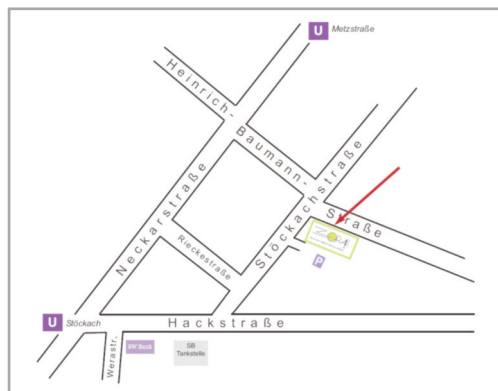 U Metzstraße
Heinrich-Baumann-Straße
Neckarstraße
Stöckachstraße
Rieckestraße
P
U Stöckach
Hackstraße
Werastr.
BW Bank
SB
Tankstelle